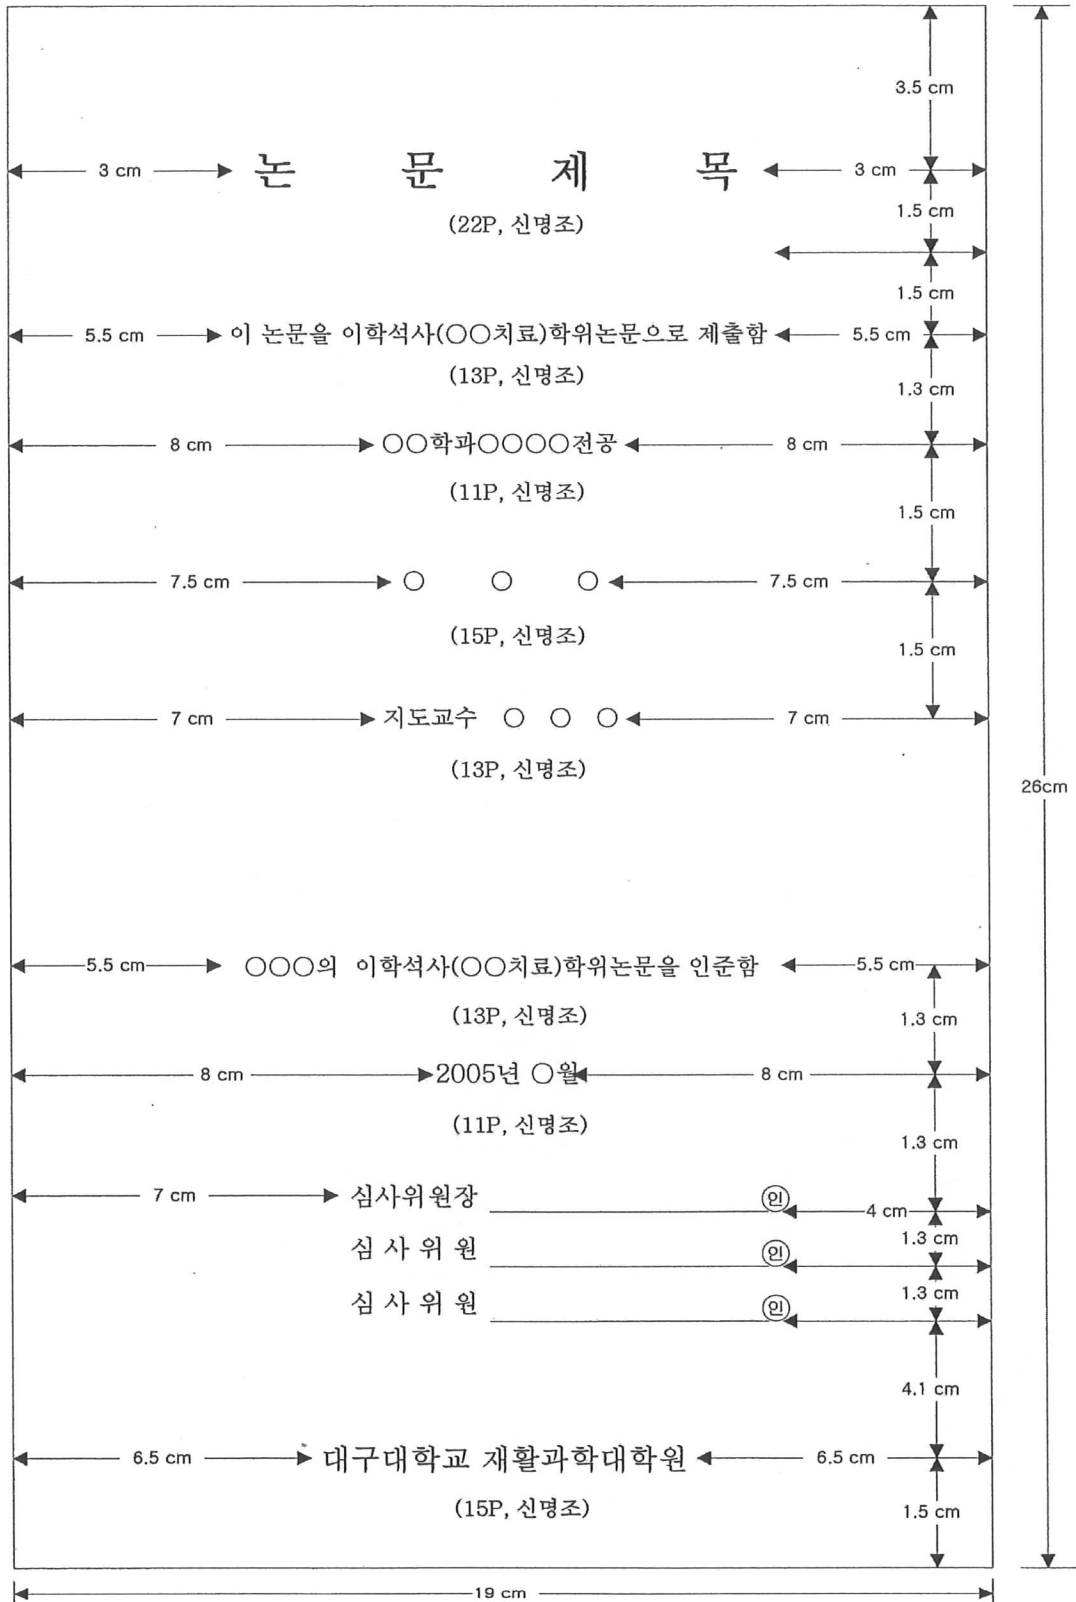 3.5 cm
3 cm 논 문 제 목 3 cm
(22P, 신명조)
1.5 cm
1.5 cm
5.5 cm 이 논문을 이학석사(○○치료)학위논문으로 제출함 5.5 cm
(13P, 신명조)
1.3 cm
8 cm ○○학과○○○○전공 8 cm
(11P, 신명조)
1.5 cm
7.5 cm ○ ○ ○ 7.5 cm
(15P, 신명조)
1.5 cm
7 cm 지도교수 ○ ○ ○ 7 cm
(13P, 신명조)
26cm
5.5 cm ○○○의 이학석사(○○치료)학위논문을 인준함 5.5 cm
(13P, 신명조)
1.3 cm
8 cm 2005년 ○월 8 cm
(11P, 신명조)
1.3 cm
7 cm 심사위원장 ㉑인 4 cm
심 사 위 원 인 1.3 cm
심 사 위 원 인 1.3 cm
4.1 cm
6.5 cm 대구대학교 재활과학대학원 6.5 cm
(15P, 신명조)
1.5 cm
19 cm